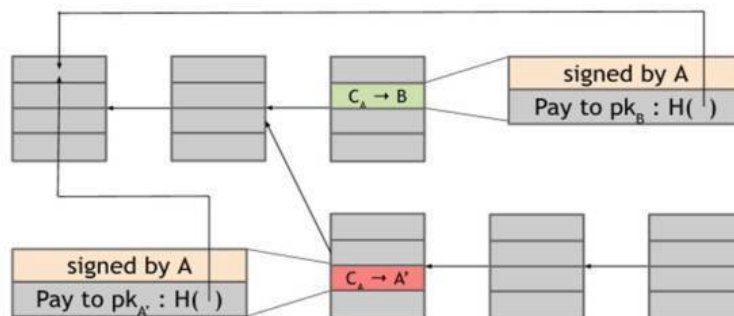 signed by A
C_A → B
Pay to pk_B : H( )
signed by A
C_A → A'
Pay to pk_A' : H( )